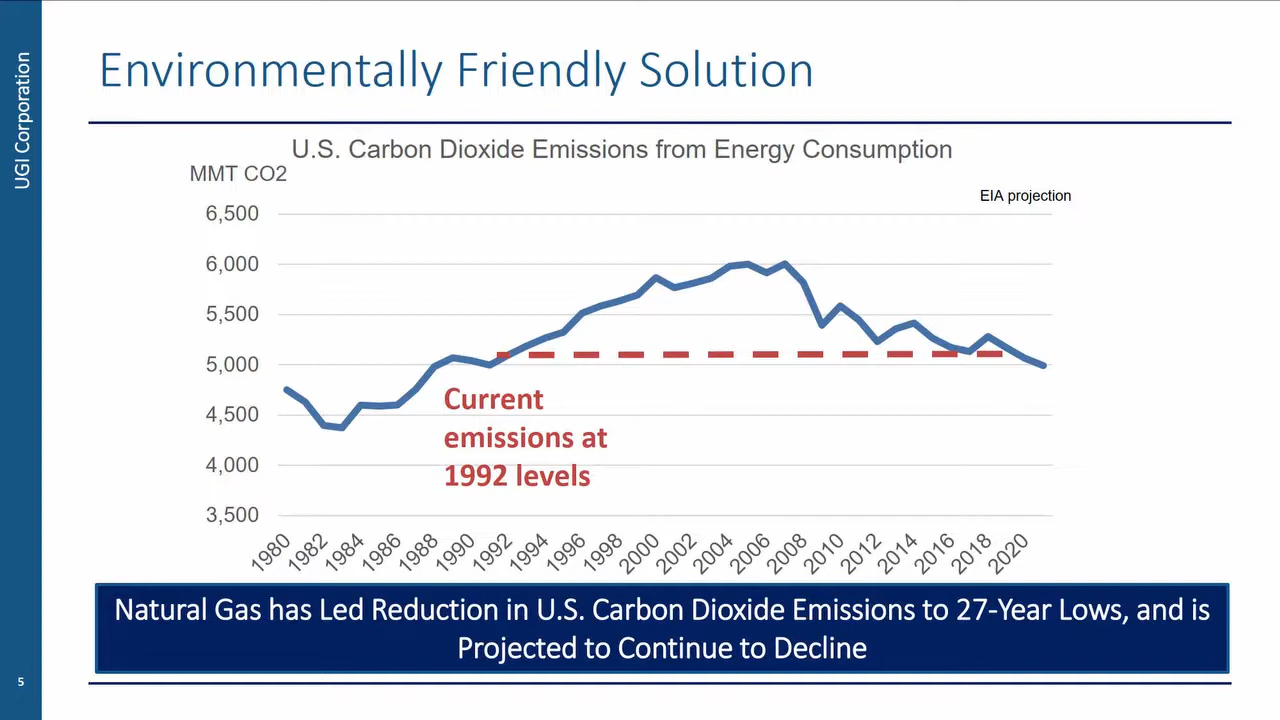 UGI Corporation
Environmentally Friendly Solution
U.S. Carbon Dioxide Emissions from Energy Consumption
MMT CO2
EIA projection
6,500
6,000
5,500
5,000
4,500
4,000
3,500
Current
emissions at
1992 levels
1980 1982 1984 1986 1988 1990 1992 1994 1996 1998 2000 2002 2004 2006 2008 2010 2012 2014 2016 2018 2020
Natural Gas has Led Reduction in U.S. Carbon Dioxide Emissions to 27-Year Lows, and is
Projected to Continue to Decline
5